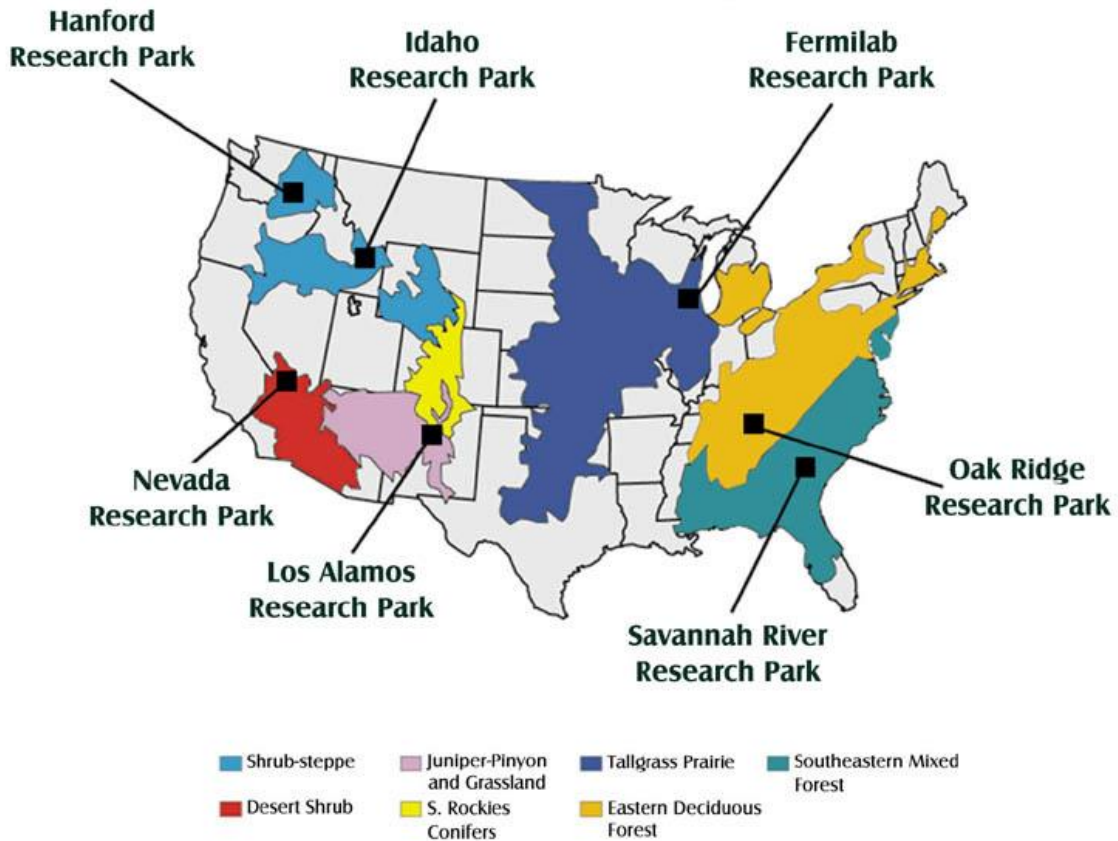 Hanford
Research Park
Idaho
Research Park
Fermilab
Research Park
Nevada
Research Park
Los Alamos
Research Park
Oak Ridge
Research Park
Savannah River
Research Park
Shrub-steppe
Juniper-Pinyon
and Grassland
Tallgrass Prairie
Southeastern Mixed
Forest
Desert Shrub
S. Rockies
Conifers
Eastern Deciduous
Forest